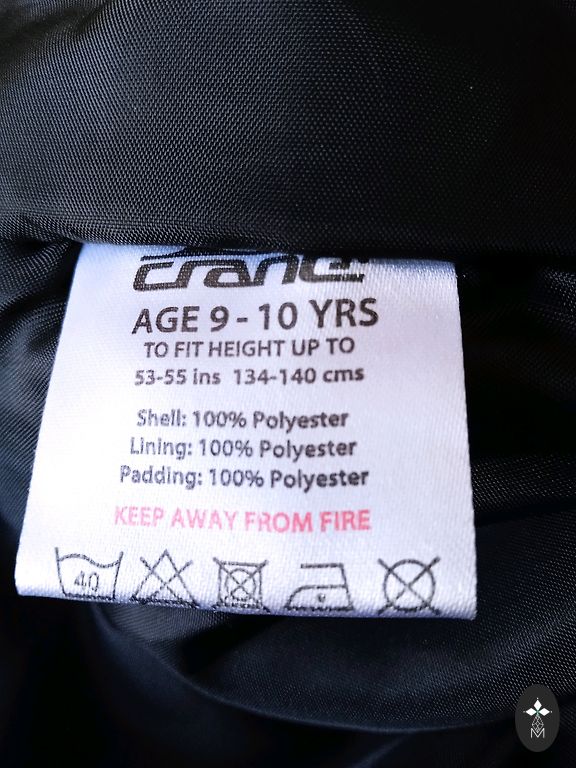 crane
AGE 9 - 10 YRS
TO FIT HEIGHT UP TO
53-55 ins 134-140 cms
Shell: 100% Polyester
Lining: 100% Polyester
Padding: 100% Polyester
KEEP AWAY FROM FIRE
40
M